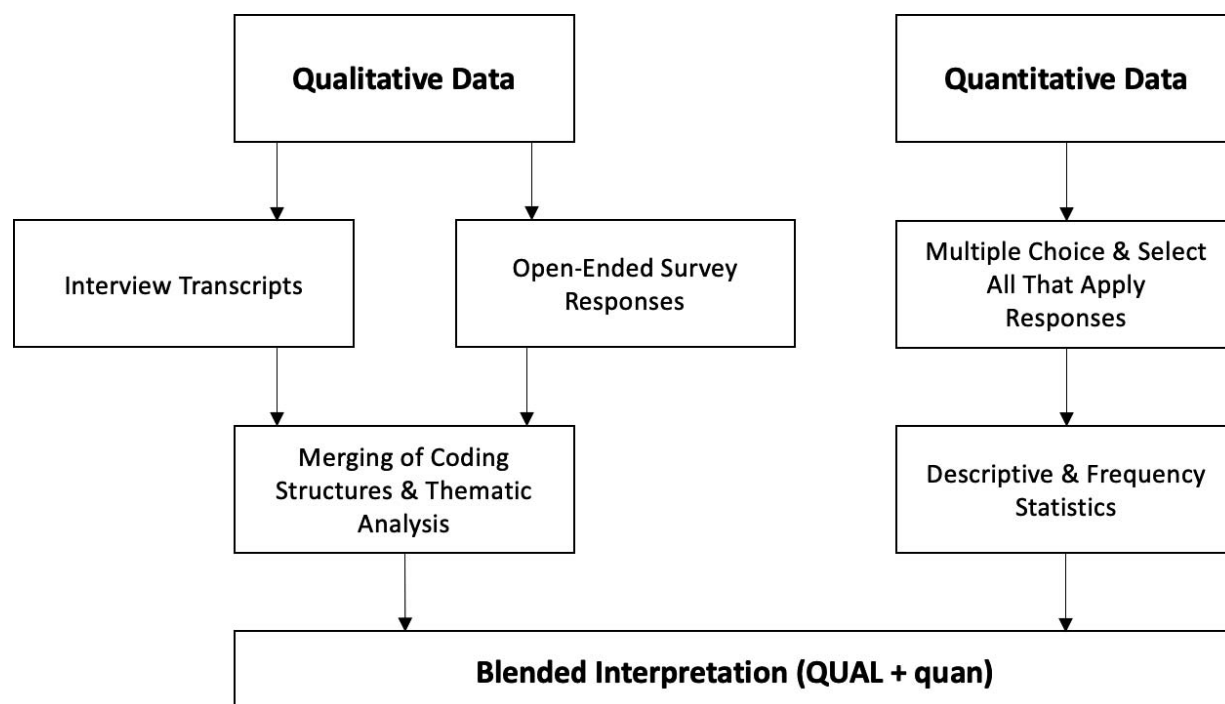 Qualitative Data
Quantitative Data
Interview Transcripts
Open-Ended Survey
Responses
Multiple Choice & Select
All That Apply
Responses
Merging of Coding
Structures & Thematic
Analysis
Descriptive & Frequency
Statistics
Blended Interpretation (QUAL + quan)